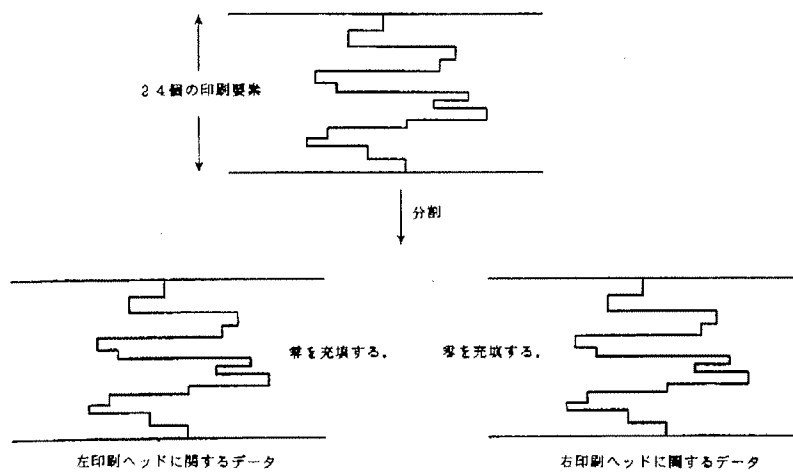 24個の印刷要素
分割
零を充填する.
零を充填する.
左印刷ヘッドに関するデータ
右印刷ヘッドに関するデータ